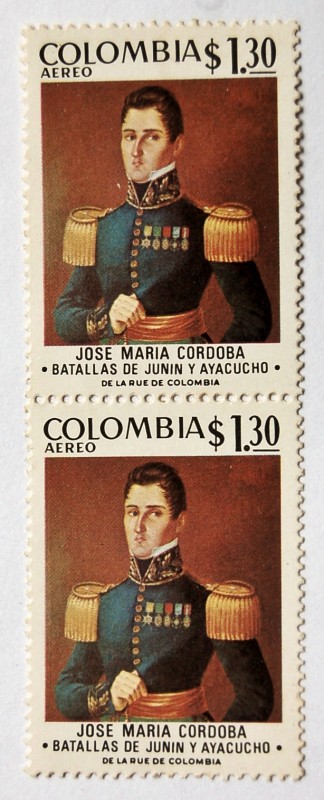 COLOMBIA $1.30
AEREO
JOSE MARIA CORDOBA
• BATALLAS DE JUNIN Y AYACUCHO •
DE LA RUE DE COLOMBIA
COLOMBIA $1.30
AEREO
JOSE MARIA CORDOBA
• BATALLAS DE JUNIN Y AYACUCHO •
DE LA RUE DE COLOMBIA